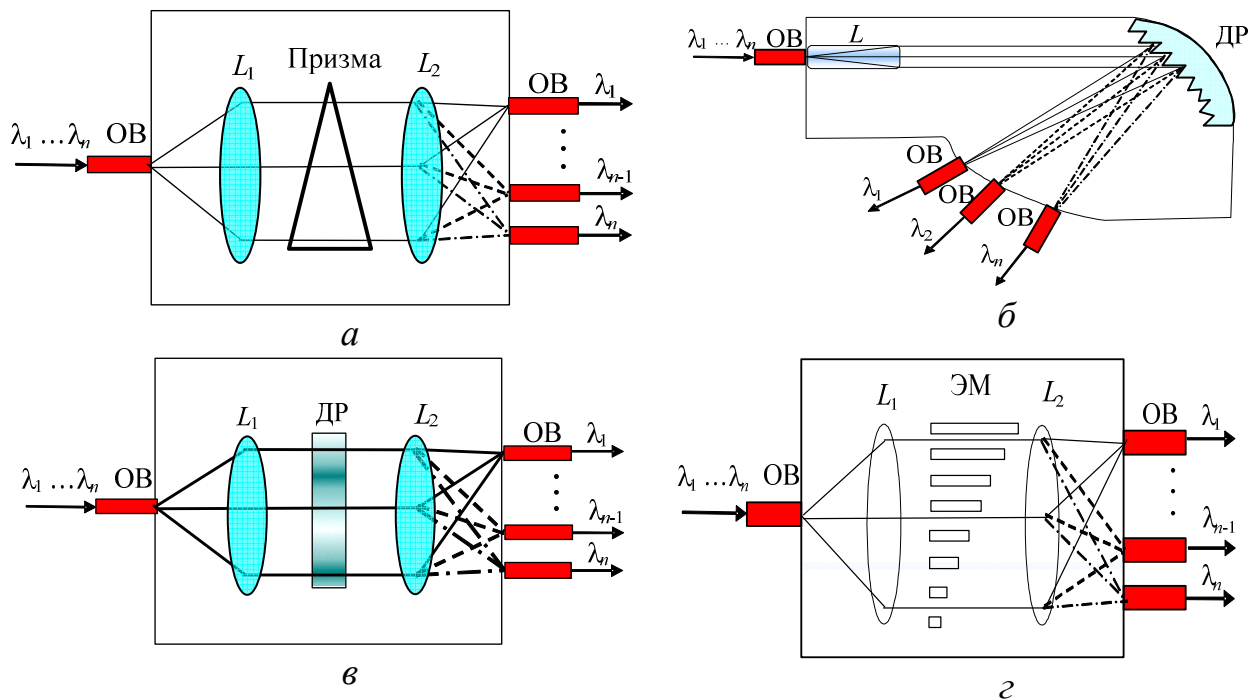 λ1 …λn ОВ
L1
Призма
L2
ОВ
λ1
λn-1
λn
а
λ1 … λn ОВ
L
ДР
ОВ
λ1
ОВ
λ2
ОВ
λn
б
λ1 …λn ОВ
L1
ДР
L2
ОВ
λ1
λn-1
λn
в
λ1 …λn ОВ
L1
ЭМ
L2
ОВ
λ1
λn-1
λn
г